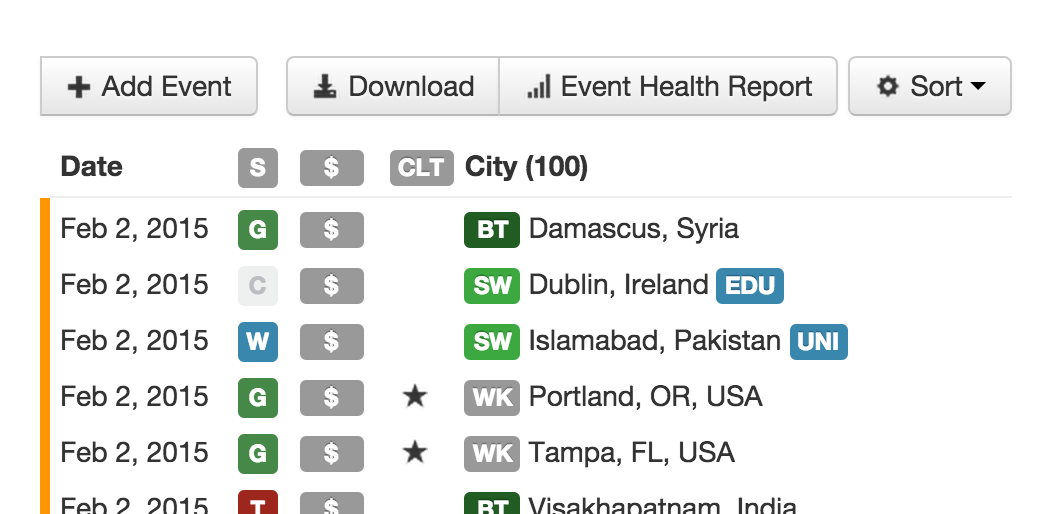 Add Event Download Event Health Report Sort
Date S $ CLT City (100)
Feb 2, 2015 G $ BT Damascus, Syria
Feb 2, 2015 C $ SW Dublin, Ireland EDU
Feb 2, 2015 W $ SW Islamabad, Pakistan UNI
Feb 2, 2015 G $ ★ WK Portland, OR, USA
Feb 2, 2015 G $ ★ WK Tampa, FL, USA
Feb 2, 2015 T $ BT Visakhapatnam, India